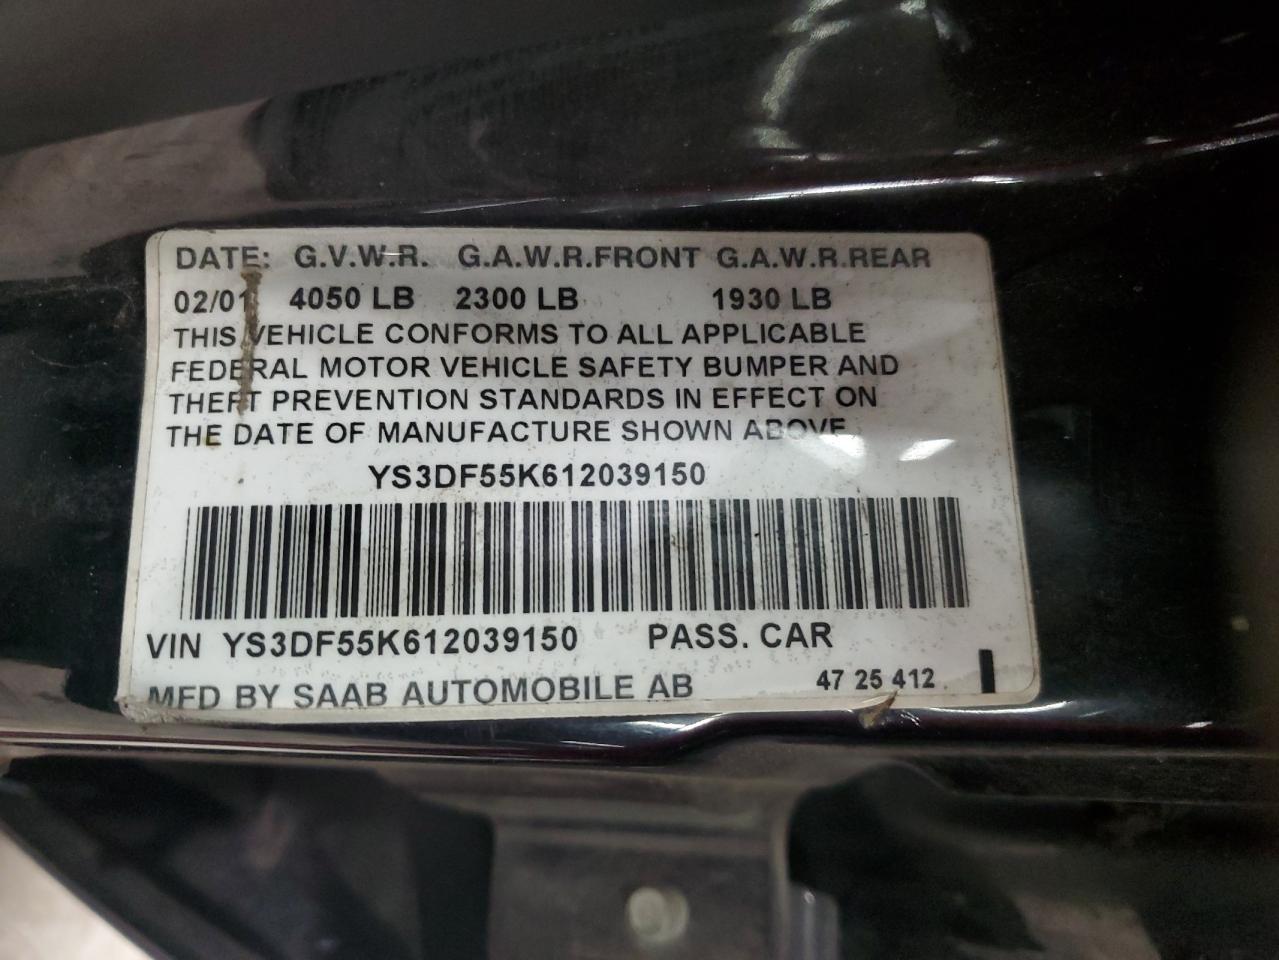 DATE: G.V.W.R. G.A.W.R.FRONT G.A.W.R.REAR
02/01 4050 LB 2300 LB 1930 LB
THIS VEHICLE CONFORMS TO ALL APPLICABLE
FEDERAL MOTOR VEHICLE SAFETY BUMPER AND
THEFT PREVENTION STANDARDS IN EFFECT ON
THE DATE OF MANUFACTURE SHOWN ABOVE
YS3DF55K612039150
VIN YS3DF55K612039150 PASS. CAR
MFD BY SAAB AUTOMOBILE AB 47 25 412